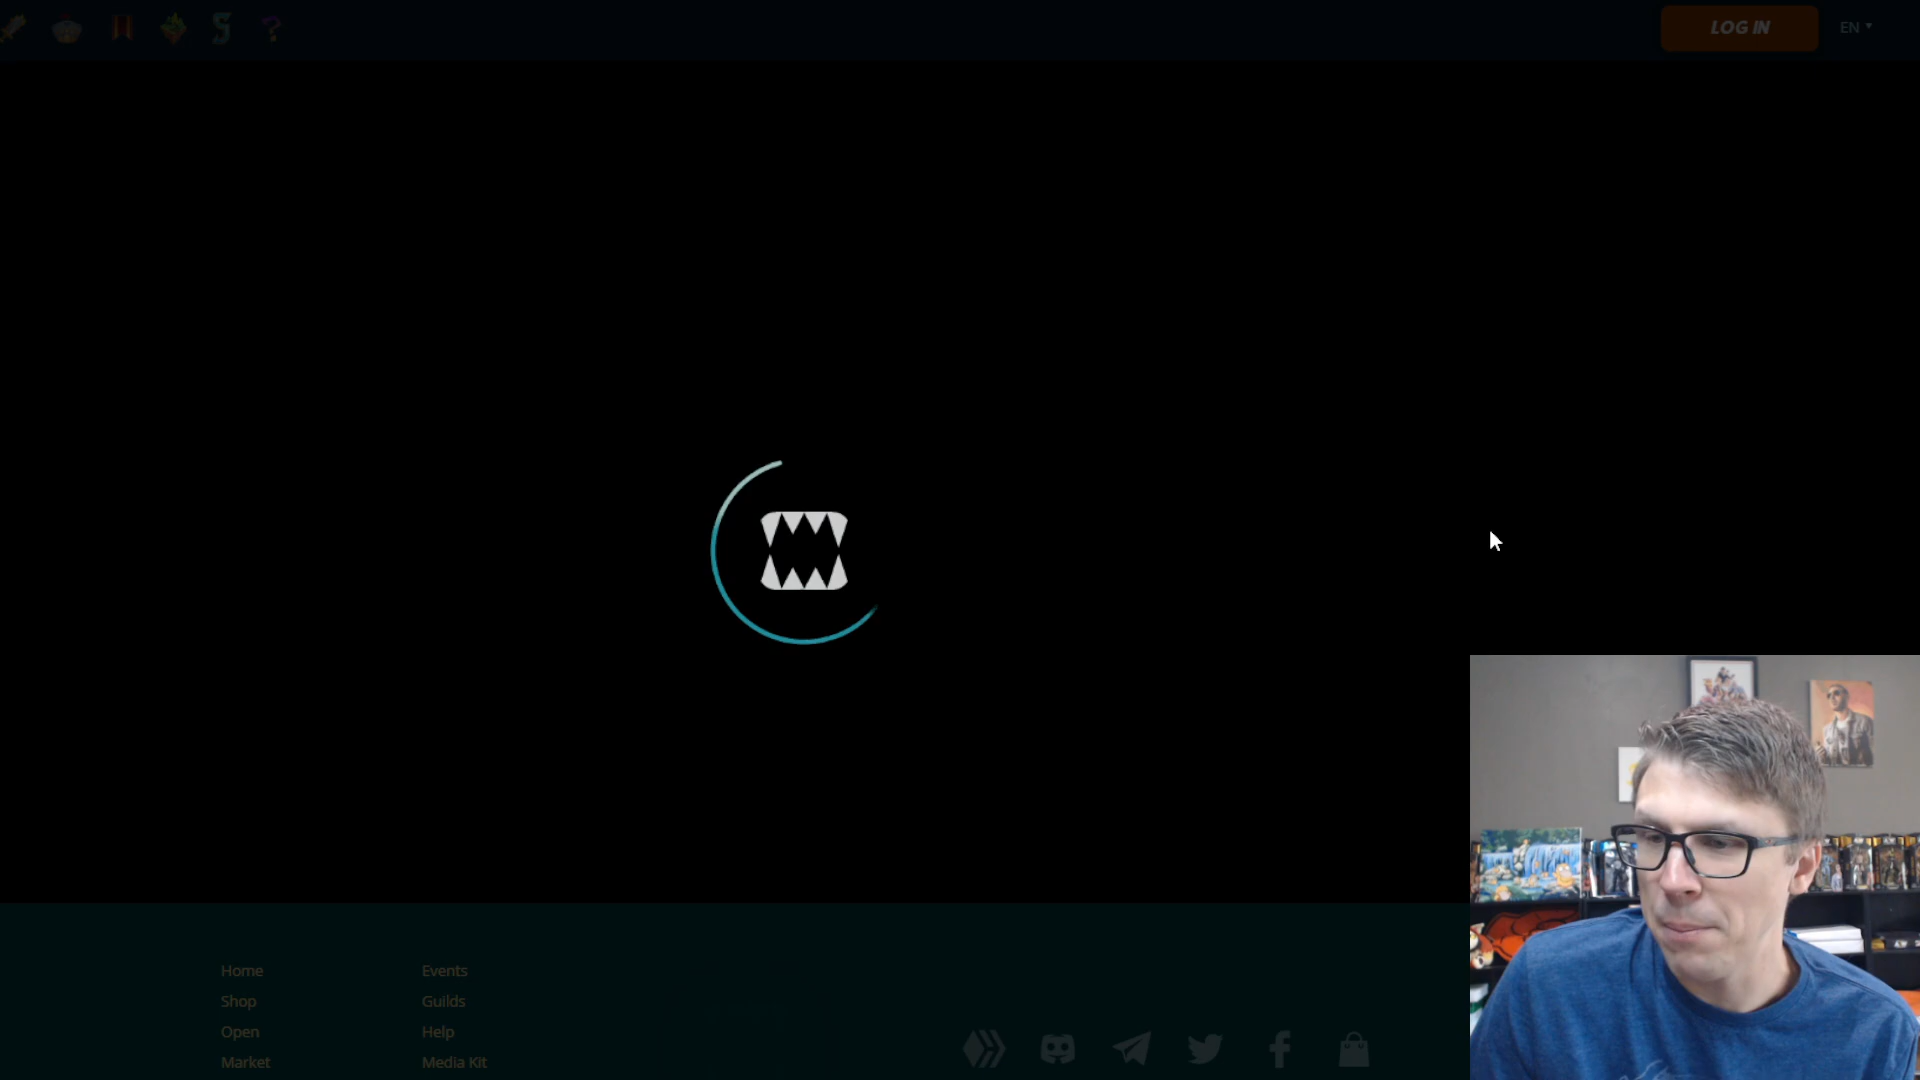 LOG IN
EN
Home
Events
Shop
Guilds
Open
Help
Market
Media Kit